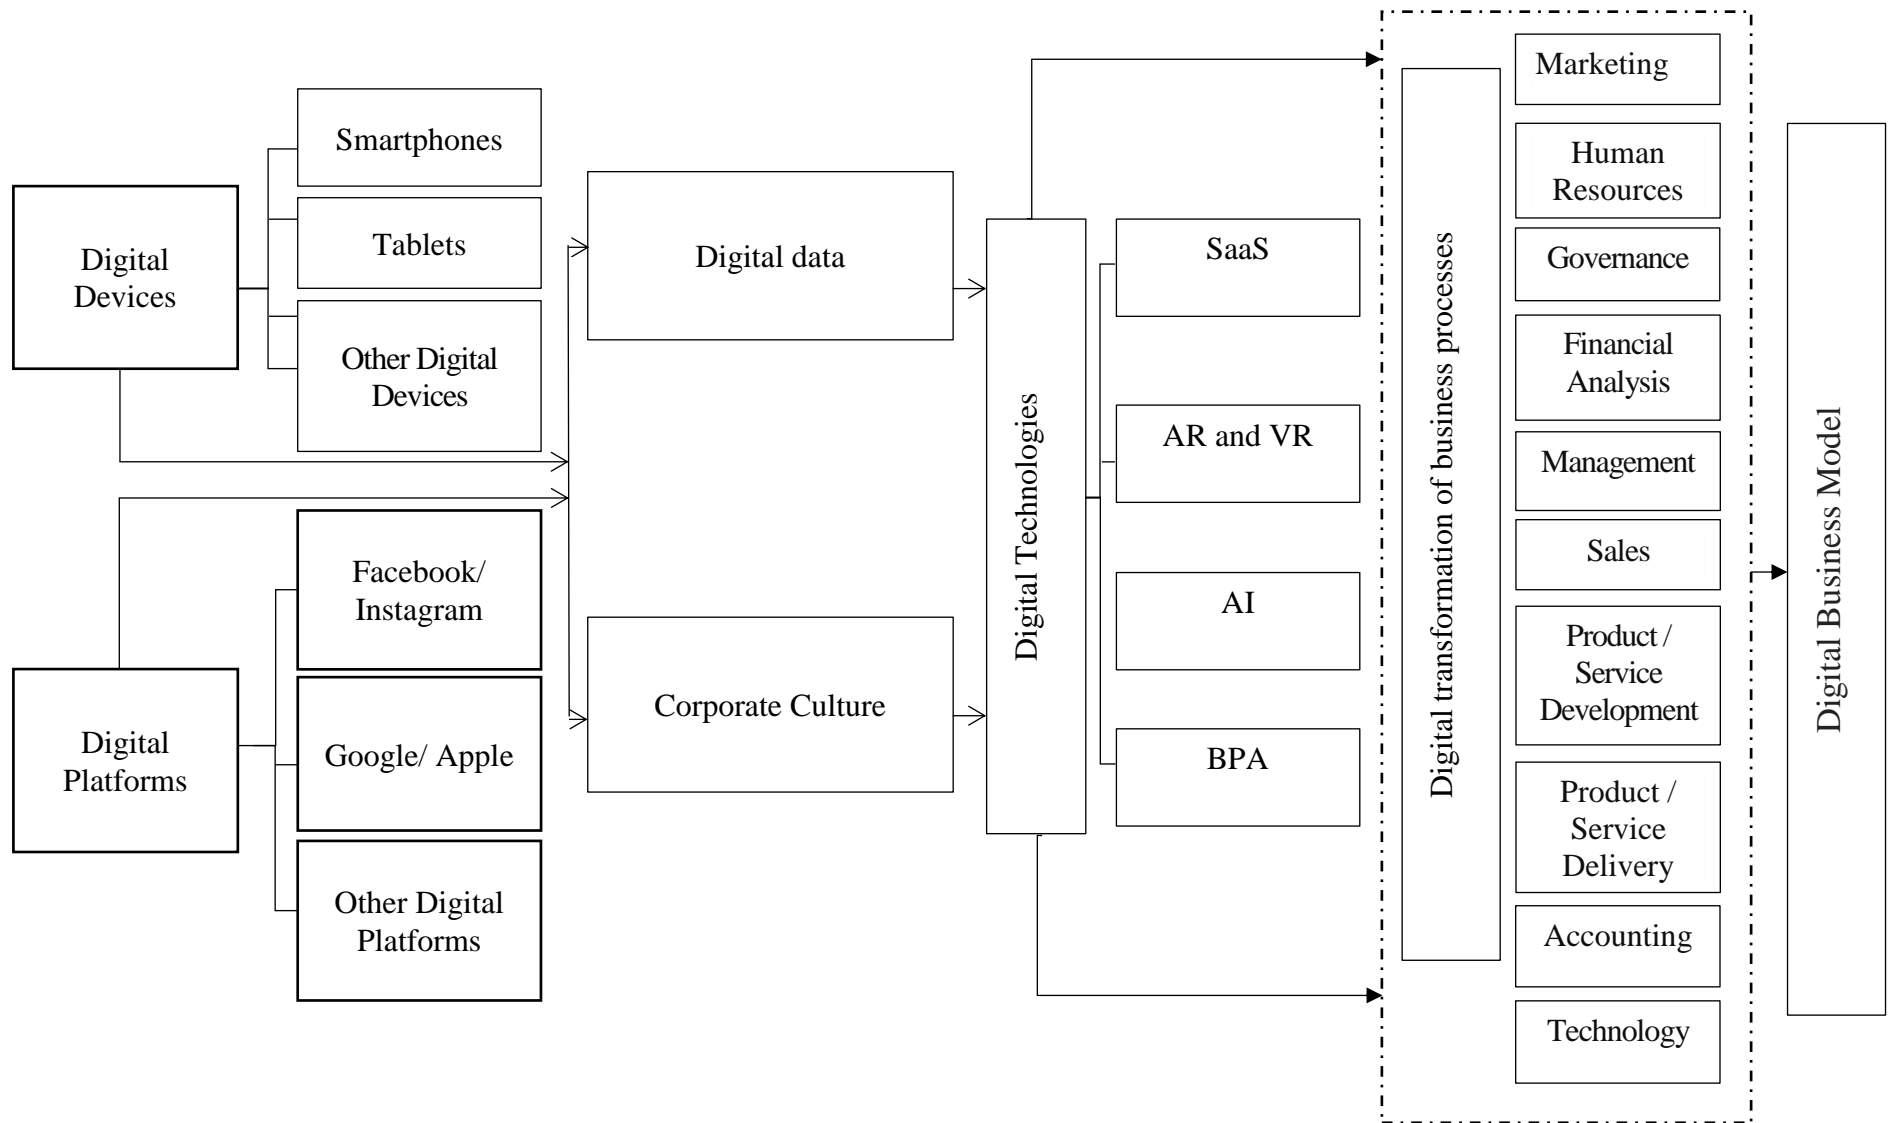 Digital
Devices
Smartphones
Tablets
Other Digital
Devices
Digital
Platforms
Facebook/
Instagram
Google/ Apple
Other Digital
Platforms
Digital data
Corporate Culture
Digital Technologies
SaaS
AR and VR
AI
BPA
Digital transformation of business processes
Marketing
Human
Resources
Governance
Financial
Analysis
Management
Sales
Product /
Service
Development
Product /
Service
Delivery
Accounting
Technology
Digital Business Model